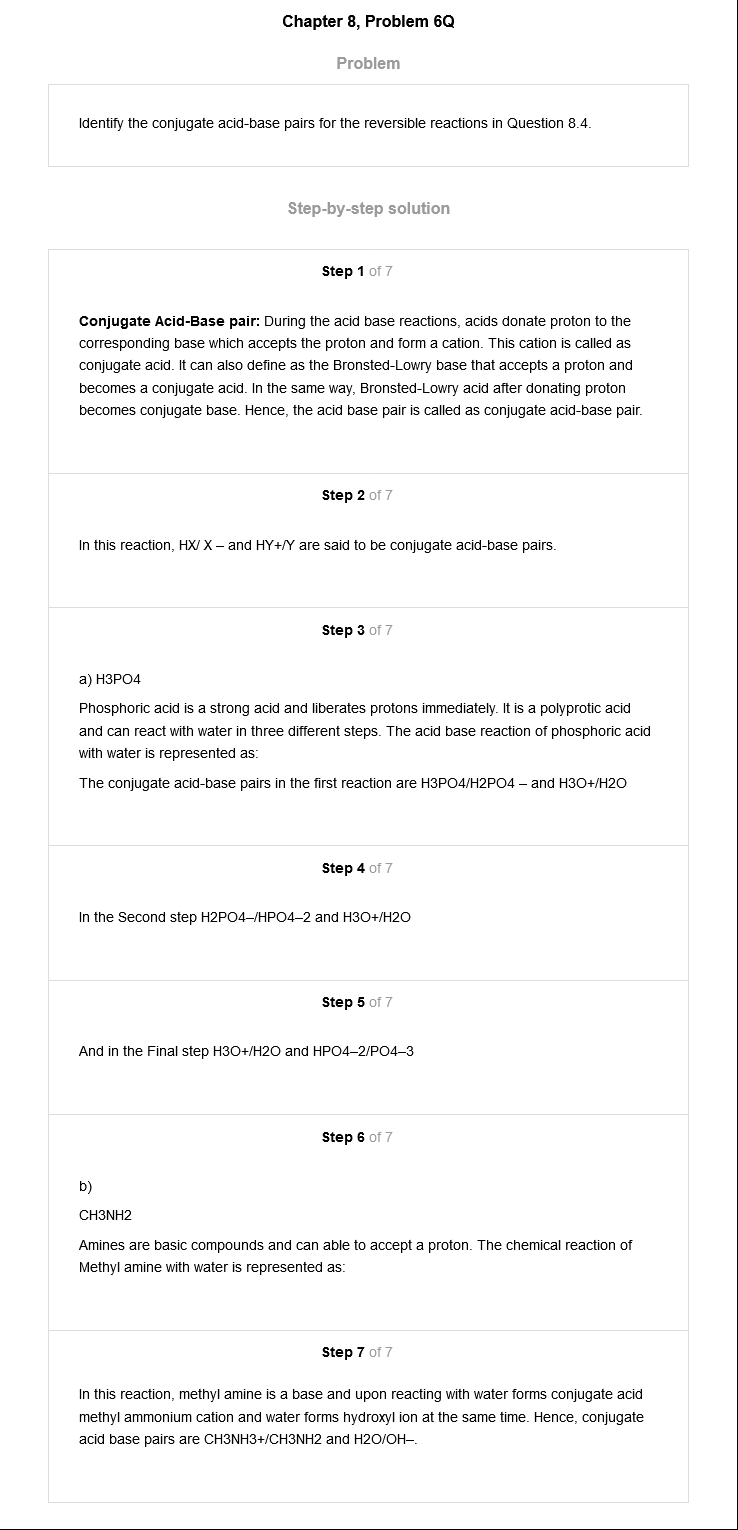 Chapter 8, Problem 6Q
Problem
Identify the conjugate acid-base pairs for the reversible reactions in Question 8.4.
Step-by-step solution
Step 1 of 7
Conjugate Acid-Base pair: During the acid base reactions, acids donate proton to the
corresponding base which accepts the proton and form a cation. This cation is called as
conjugate acid. It can also define as the Bronsted-Lowry base that accepts a proton and
becomes a conjugate acid. In the same way, Bronsted-Lowry acid after donating proton
becomes conjugate base. Hence, the acid base pair is called as conjugate acid-base pair.
Step 2 of 7
In this reaction, HX/ X – and HY+/Y are said to be conjugate acid-base pairs.
Step 3 of 7
a) H3PO4
Phosphoric acid is a strong acid and liberates protons immediately. It is a polyprotic acid
and can react with water in three different steps. The acid base reaction of phosphoric acid
with water is represented as:
The conjugate acid-base pairs in the first reaction are H3PO4/H2PO4 – and H3O+/H2O
Step 4 of 7
In the Second step H2PO4–/HPO4–2 and H3O+/H2O
Step 5 of 7
And in the Final step H3O+/H2O and HPO4–2/PO4–3
Step 6 of 7
b)
CH3NH2
Amines are basic compounds and can able to accept a proton. The chemical reaction of
Methyl amine with water is represented as:
Step 7 of 7
In this reaction, methyl amine is a base and upon reacting with water forms conjugate acid
methyl ammonium cation and water forms hydroxyl ion at the same time. Hence, conjugate
acid base pairs are CH3NH3+/CH3NH2 and H2O/OH–.